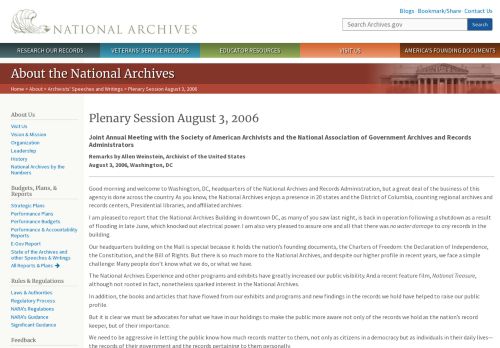 NATIONAL ARCHIVES
Blogs · Bookmark/Share · Contact Us
Search Archives.gov
Search
RESEARCH OUR RECORDS
VETERANS' SERVICE RECORDS
EDUCATOR RESOURCES
VISIT US
AMERICA'S FOUNDING DOCUMENTS
About the National Archives
Home > About > Archivists' Speeches and Writings > Plenary Session August 3, 2006
About Us
Visit Us
Vision & Mission
Organization
Leadership
History
National Archives by the
Numbers
Budgets, Plans, &
Reports
Strategic Plans
Performance Plans
Performance Budgets
Performance & Accountability
Reports
E-Gov Report
State of the Archives and
other Speeches & Writings
All Reports & Plans
Rules & Regulations
Laws & Authorities
Regulatory Process
NARA's Regulations
NARA's Guidance
Significant Guidance
Feedback
Plenary Session August 3, 2006
Joint Annual Meeting with the Society of American Archivists and the National Association of Government Archives and Records
Administrators
Remarks by Allen Weinstein, Archivist of the United States
August 3, 2006, Washington, DC
Good morning and welcome to Washington, DC, headquarters of the National Archives and Records Administration, but a great deal of the business of
this agency is done across the country. As you know, the National Archives enjoys a presence in 20 states and the District of Columbia, counting regional archives and
records centers, Presidential libraries, and affiliated archives.
I am pleased to report that the National Archives Building in downtown DC, as many of you saw last night, is back in operation following a shutdown as a result
of flooding in late June, which knocked out electrical power. I am also very pleased to assure one and all that there was no water damage to any records in the
building.
Our headquarters building on the Mall is special because it holds the nation's founding documents, the Charters of Freedom: the Declaration of Independence,
the Constitution, and the Bill of Rights. But there is so much more to the National Archives, and despite our higher profile in recent years, we face a simple
challenge: Many people don't know what we do, or what we have.
The National Archives Experience and other programs and exhibits have greatly increased our public visibility. And a recent feature film, National Treasure,
although not rooted in fact, nonetheless sparked interest in the National Archives.
In addition, the books and articles that have flowed from our exhibits and programs and new findings in the records we hold have helped to raise our public
profile.
But it is clear we must be advocates for what we have in our holdings to make the public more aware not only of the records we hold as the nation's record
keeper, but of their importance.
We need to be aggressive in letting the public know how much records matter to them, not only as citizens in a democracy but as individuals in their daily lives—
the records of their government and the records pertaining to them personally.